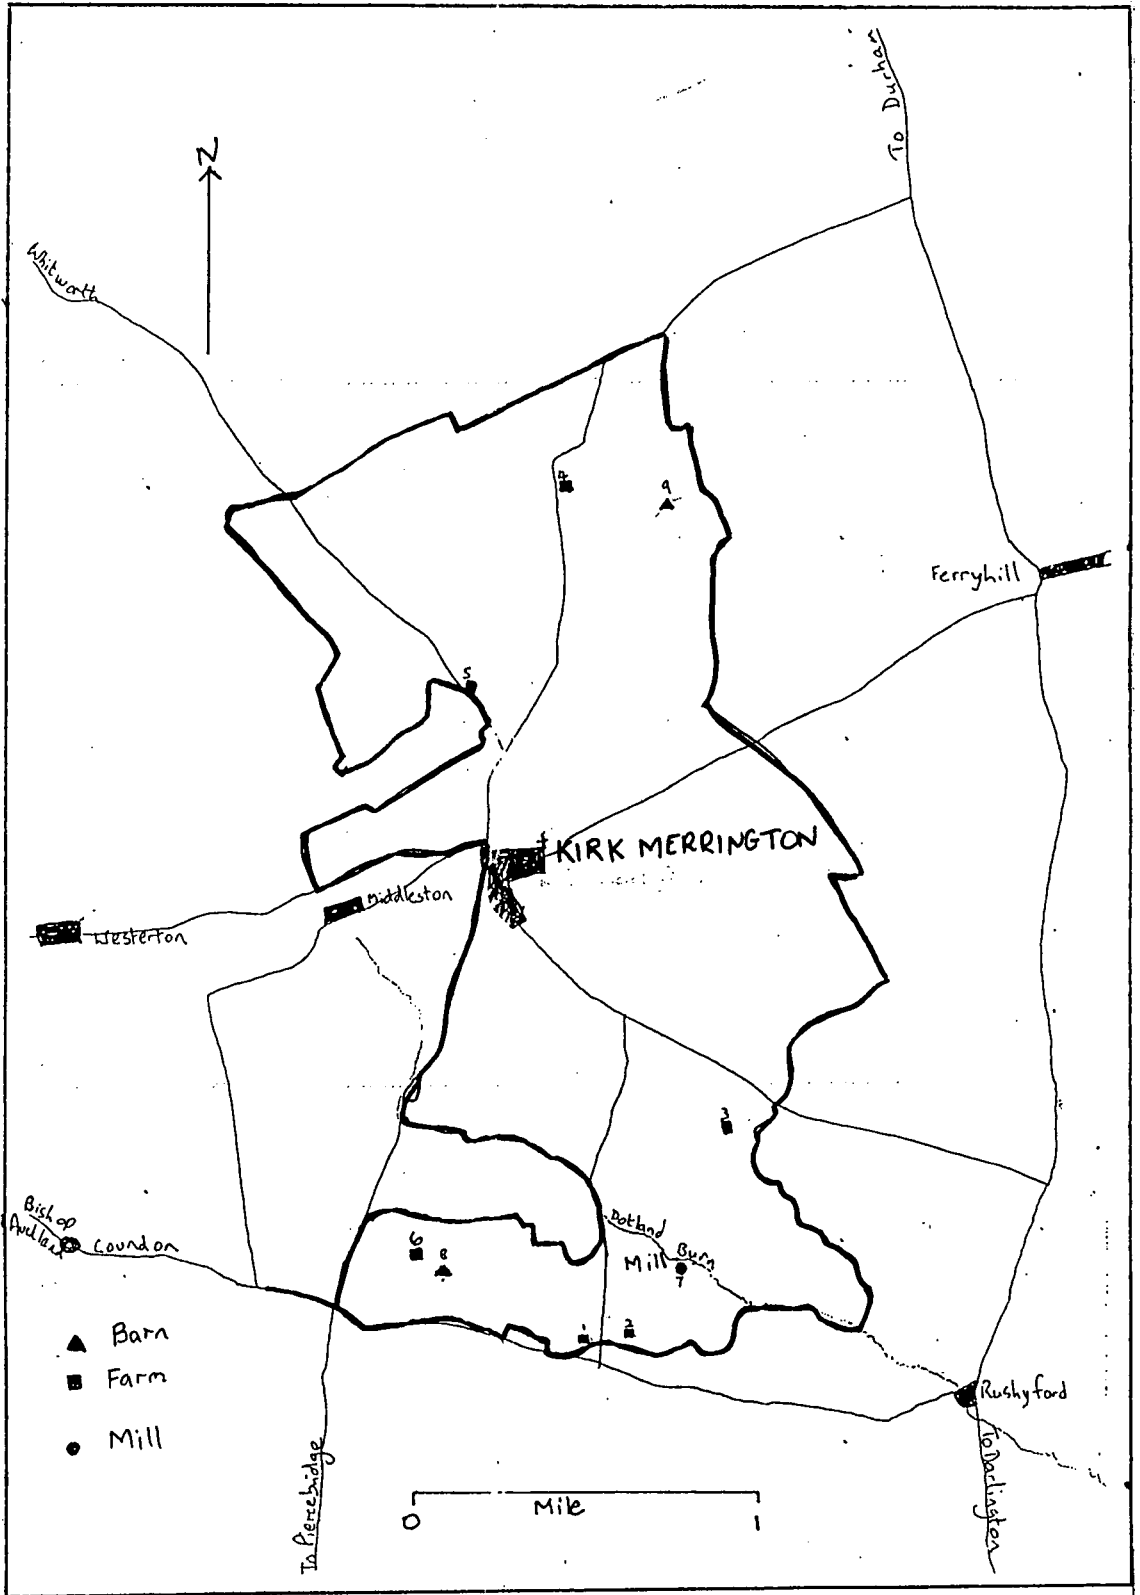 To Durham
N
Whitworth
4
9
Ferryhill
5
KIRK MERRINGTON
Middleston
Westerton
3
Bishop
Coundon
Dotland
Burn
Mill
7
6
8
1
2
Barn
Farm
Mill
Rushyford
To Darlington
To Piercebridge
Mile
0
1